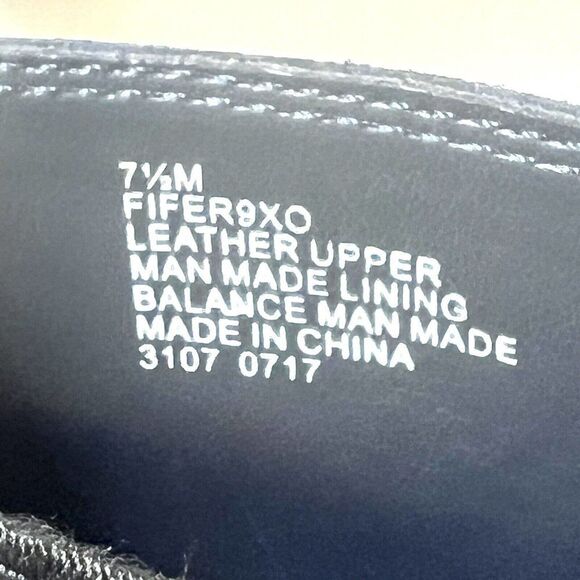 7½M
FIFER9XO
LEATHER UPPER
MAN MADE LINING
BALANCE MAN MADE
MADE IN CHINA
3107 0717